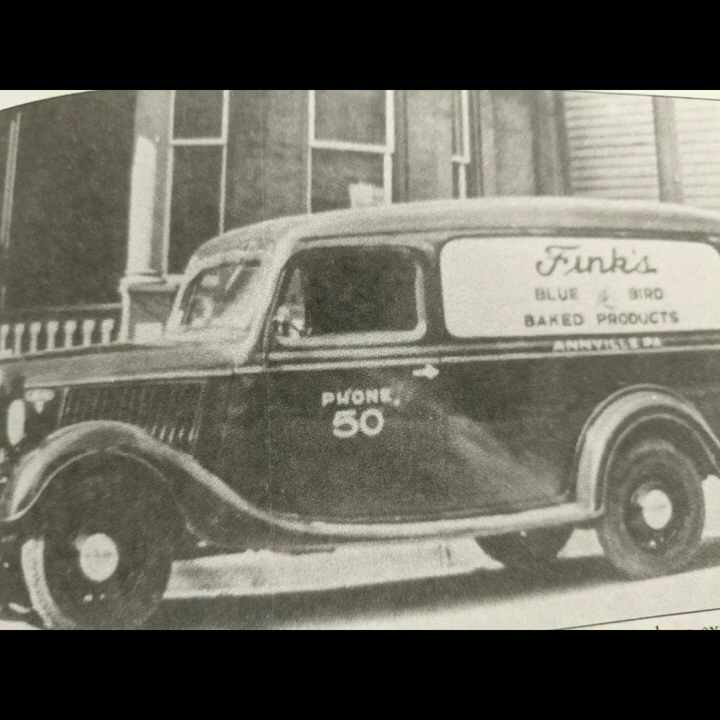 Fink's
BLUE BIRD
BAKED PRODUCTS
ANNVILLE PA
PHONE
50